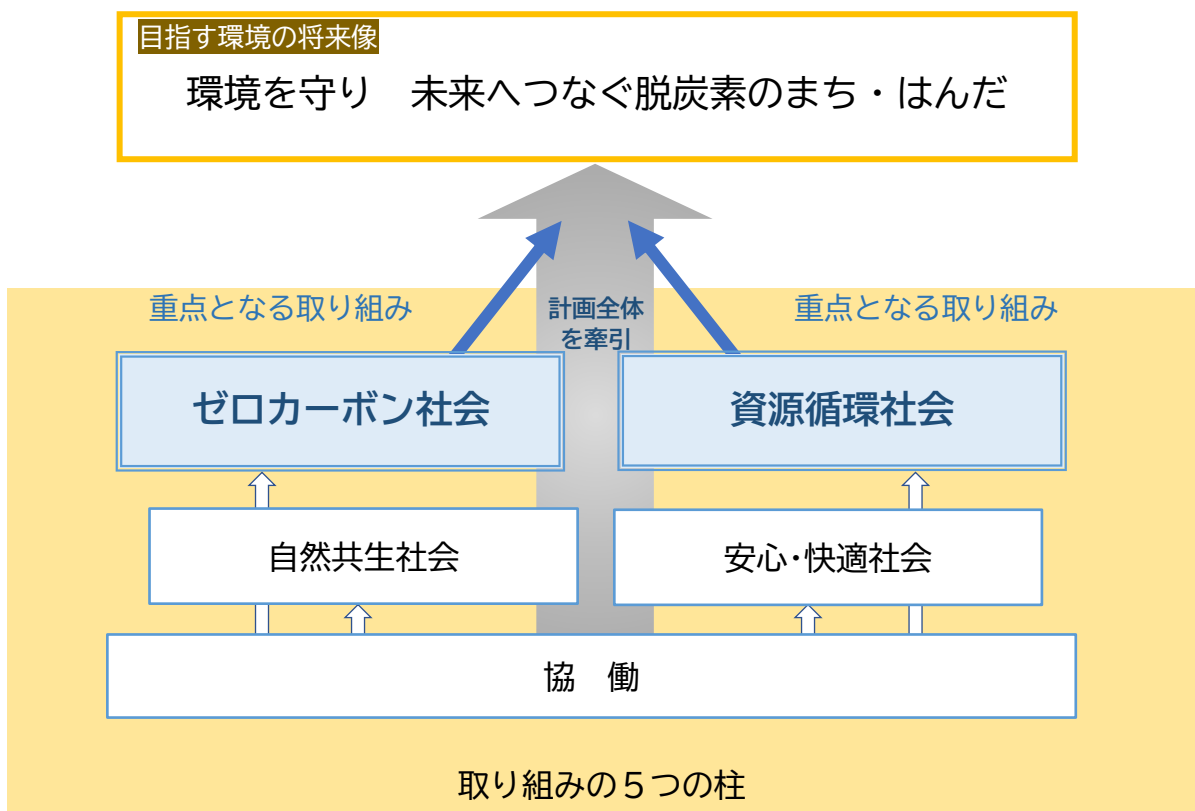 目指す環境の将来像
環境を守り　未来へつなぐ脱炭素のまち・はんだ
重点となる取り組み
計画全体
を牽引
重点となる取り組み
ゼロカーボン社会
資源循環社会
自然共生社会
安心・快適社会
協　働
取り組みの５つの柱